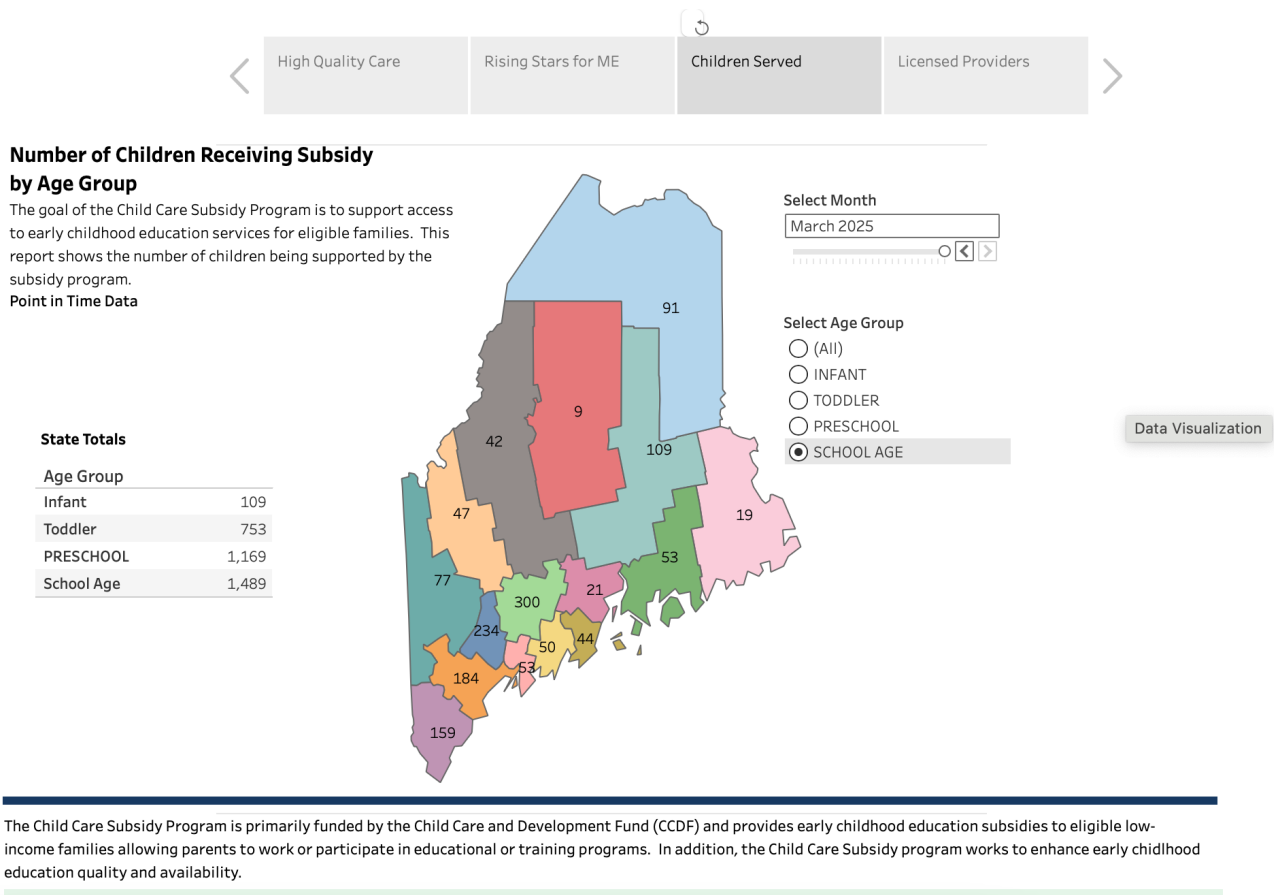 High Quality Care
Rising Stars for ME
Children Served
Licensed Providers
Number of Children Receiving Subsidy
by Age Group
The goal of the Child Care Subsidy Program is to support access
to early childhood education services for eligible families.  This
report shows the number of children being supported by the
subsidy program.
Point in Time Data
Select Month
March 2025
Select Age Group
(All)
INFANT
TODDLER
PRESCHOOL
SCHOOL AGE
Data Visualization
State Totals
Age Group
Infant 109
Toddler 753
PRESCHOOL 1,169
School Age 1,489
91
9
42
109
47
19
53
77
21
300
234
44
50
53
184
159
The Child Care Subsidy Program is primarily funded by the Child Care and Development Fund (CCDF) and provides early childhood education subsidies to eligible low-
income families allowing parents to work or participate in educational or training programs.  In addition, the Child Care Subsidy program works to enhance early chidlhood
education quality and availability.